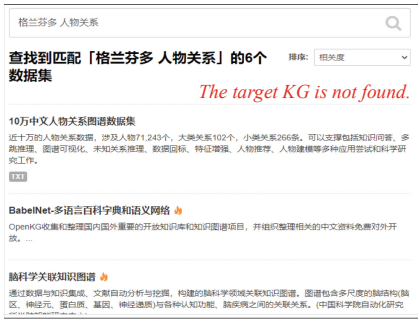 格兰芬多 人物关系
查找到匹配「格兰芬多 人物关系」的6个
数据集
排序:
相关度
The target KG is not found.
10万中文人物关系图谱数据集
近十万的人物关系数据，涉及人物71,243个，大类关系102个，小类关系266条。可以支撑包括知识问答、多
跳推理、图谱可视化、未知关系推理、数据回标、特征增强、人物推荐、人物建模等多种应用尝试和科学研
究工作。
TXT
BabelNet-多语言百科字典和语义网络
OpenKG收集和整理国内国外重要的开放知识库和知识图谱项目，并组织整理相关的中文资料免费对外开
放。...
脑科学关联知识图谱
通过数据与知识集成、文献自动分析与挖掘，构建的脑科学领域关联知识图谱。图谱包含多尺度的脑结构(脑
区、神经元、蛋白质、基因、神经递质)与各种认知功能、脑疾病之间的关联关系。(中国科学院自动化研究